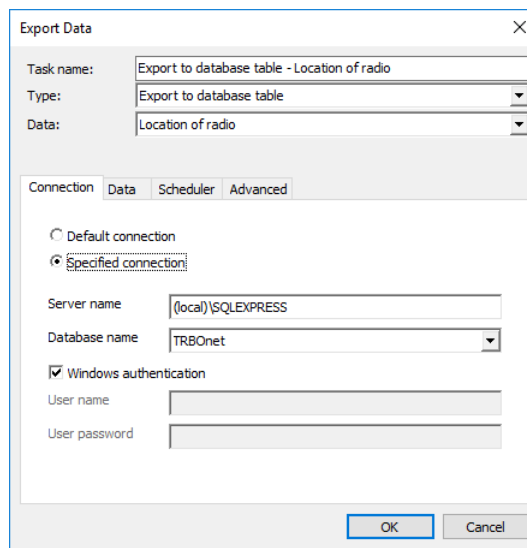 Export Data
Task name: Export to database table - Location of radio
Type: Export to database table
Data: Location of radio
Connection Data Scheduler Advanced
Default connection
Specified connection
Server name (local)\SQLEXPRESS
Database name TRBOnet
Windows authentication
User name
User password
OK Cancel